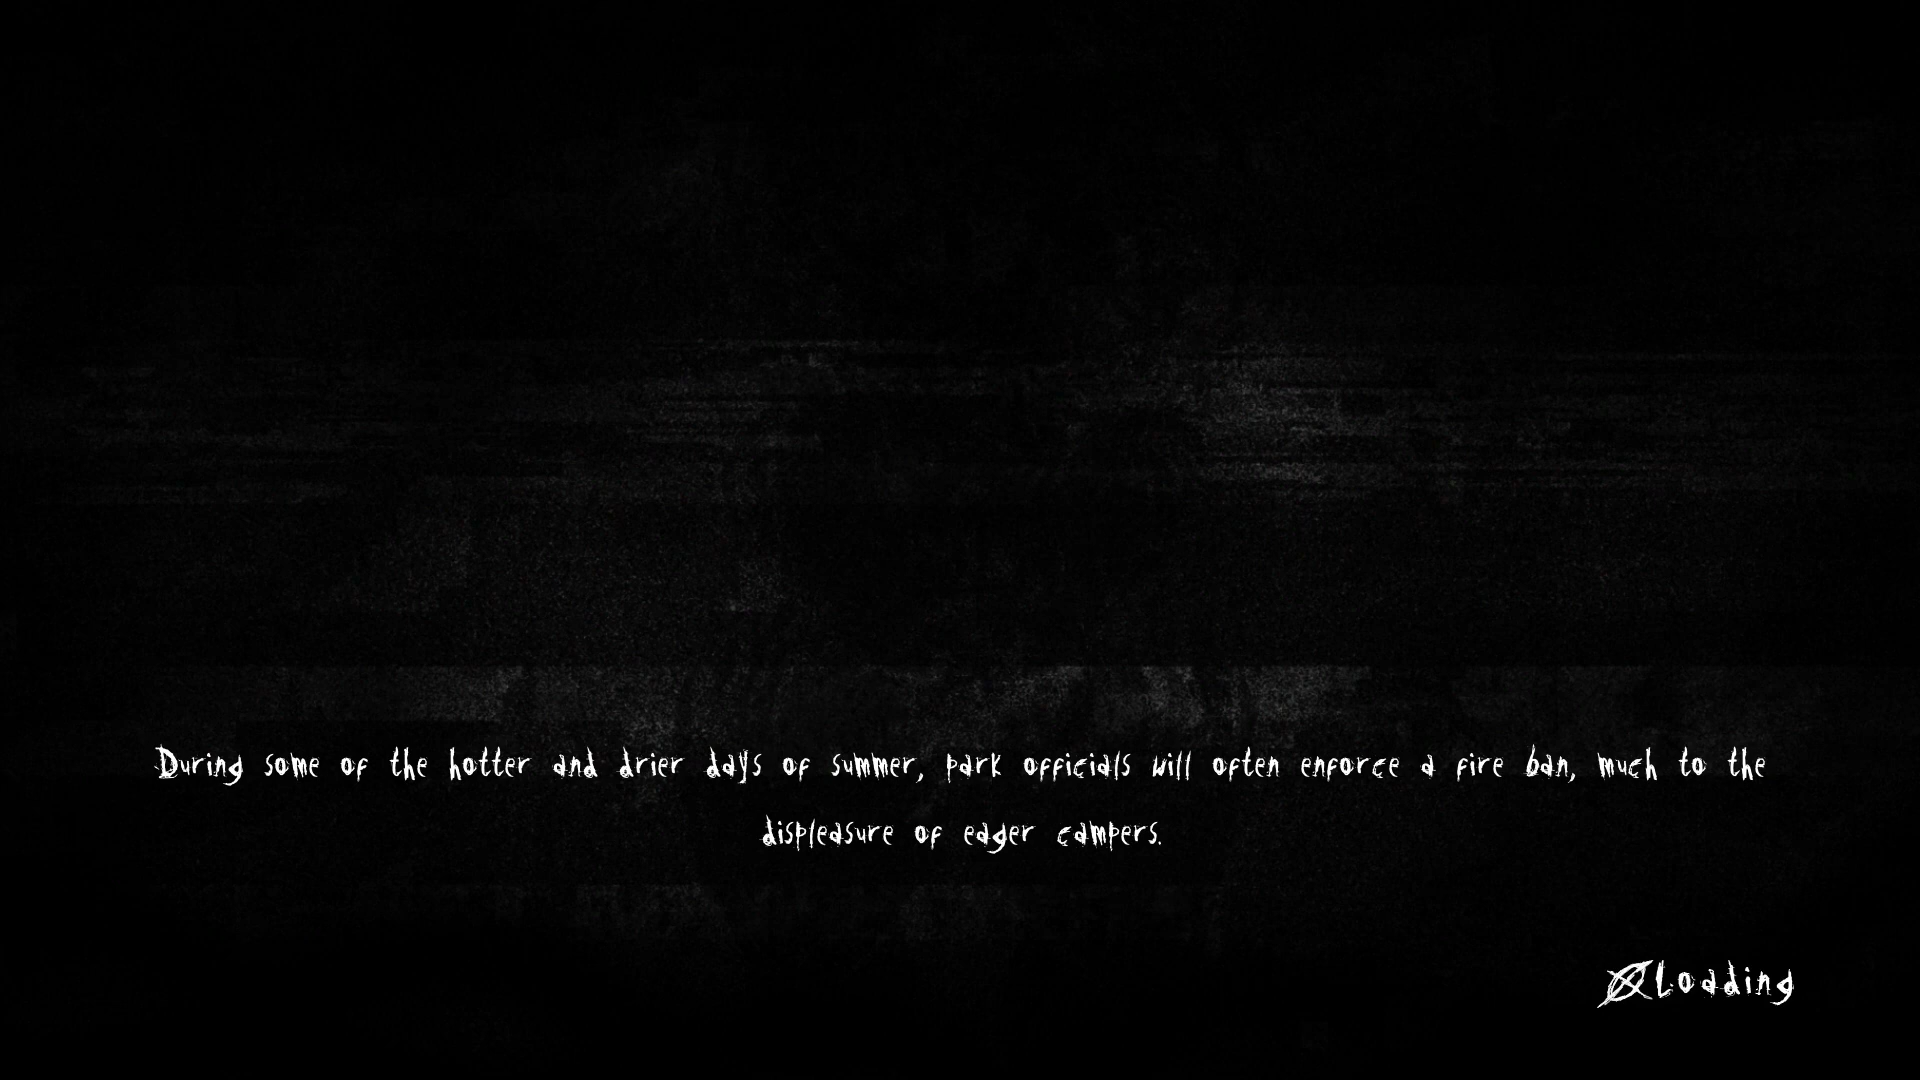 During some of the hotter and drier days of summer, park officials will often enforce a fire ban, much to the
displeasure of eager campers.
Loading